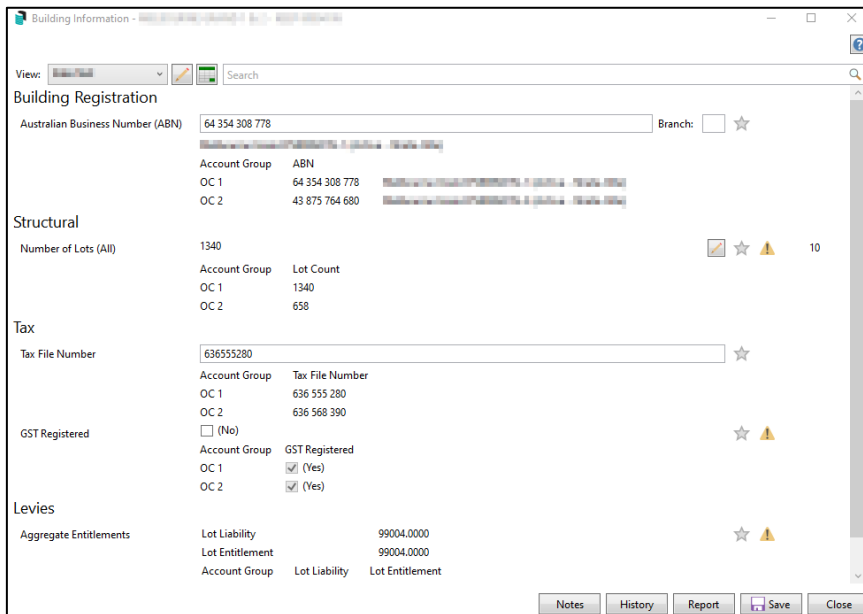 Building Information -
View:
Search
Building Registration
Australian Business Number (ABN) 64 354 308 778 Branch:
Account Group ABN
OC 1 64 354 308 778
OC 2 43 875 764 680
Structural
Number of Lots (All) 1340 10
Account Group Lot Count
OC 1 1340
OC 2 658
Tax
Tax File Number 636555280
Account Group Tax File Number
OC 1 636 555 280
OC 2 636 568 390
GST Registered (No)
Account Group GST Registered
OC 1 (Yes)
OC 2 (Yes)
Levies
Aggregate Entitlements Lot Liability 99004.0000
Lot Entitlement 99004.0000
Account Group Lot Liability Lot Entitlement
Notes History Report Save Close